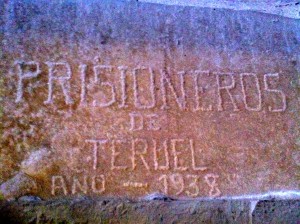 PRISIONEROS
DE
TERUEL
AÑO 1938